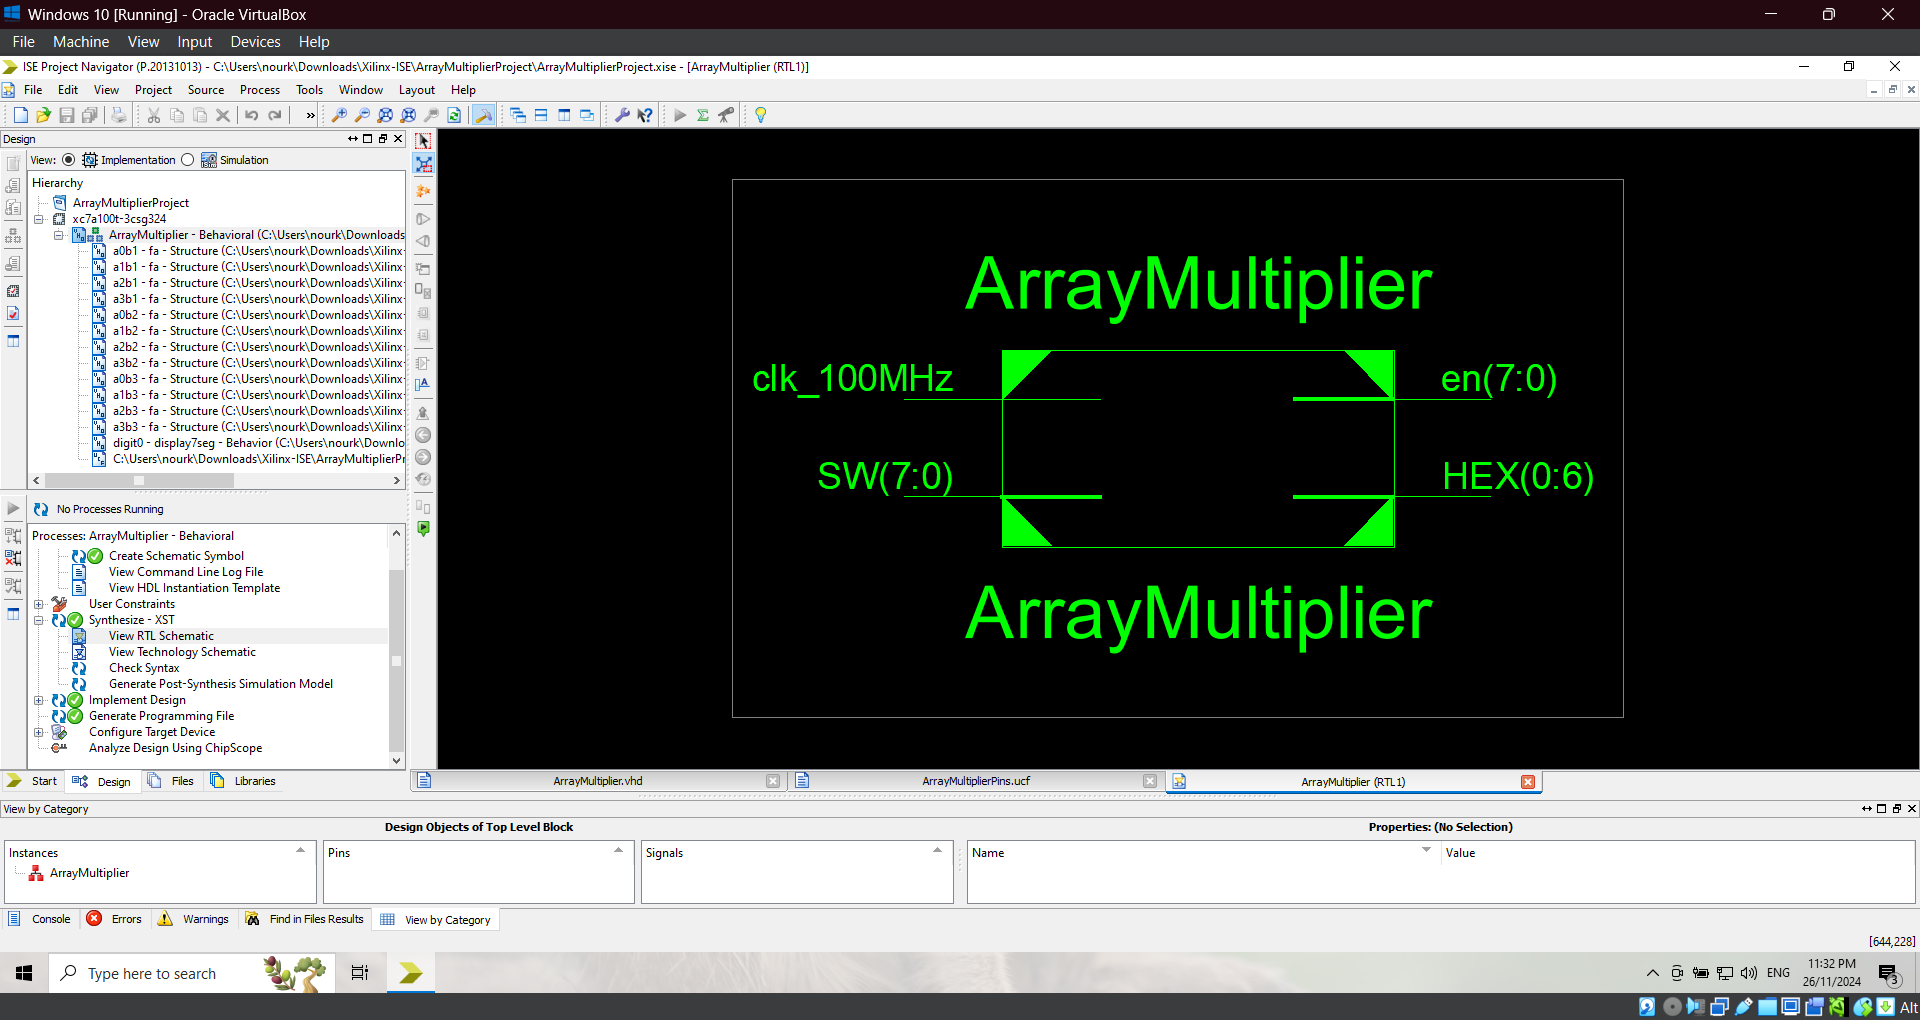 Windows 10 [Running] - Oracle VirtualBox
File Machine View Input Devices Help
ISE Project Navigator (P.20131013) - C:\Users\nourk\Downloads\Xilinx-ISE\ArrayMultiplierProject\ArrayMultiplierProject.xise - [ArrayMultiplier (RTL1)]
File Edit View Project Source Process Tools Window Layout Help
Design
View: Implementation Simulation
Hierarchy
ArrayMultiplierProject
xc7a100t-3csg324
ArrayMultiplier - Behavioral (C:\Users\nourk\Downloads
a0b1 - fa - Structure (C:\Users\nourk\Downloads\Xilinx-
a1b1 - fa - Structure (C:\Users\nourk\Downloads\Xilinx-
a2b1 - fa - Structure (C:\Users\nourk\Downloads\Xilinx-
a3b1 - fa - Structure (C:\Users\nourk\Downloads\Xilinx-
a0b2 - fa - Structure (C:\Users\nourk\Downloads\Xilinx-
a1b2 - fa - Structure (C:\Users\nourk\Downloads\Xilinx-
a2b2 - fa - Structure (C:\Users\nourk\Downloads\Xilinx-
a3b2 - fa - Structure (C:\Users\nourk\Downloads\Xilinx-
a0b3 - fa - Structure (C:\Users\nourk\Downloads\Xilinx-
a1b3 - fa - Structure (C:\Users\nourk\Downloads\Xilinx-
a2b3 - fa - Structure (C:\Users\nourk\Downloads\Xilinx-
a3b3 - fa - Structure (C:\Users\nourk\Downloads\Xilinx-
digit0 - display7seg - Behavior (C:\Users\nourk\Downlo
C:\Users\nourk\Downloads\Xilinx-ISE\ArrayMultiplierPr
No Processes Running
Processes: ArrayMultiplier - Behavioral
Create Schematic Symbol
View Command Line Log File
View HDL Instantiation Template
User Constraints
Synthesize - XST
View RTL Schematic
View Technology Schematic
Check Syntax
Generate Post-Synthesis Simulation Model
Implement Design
Generate Programming File
Configure Target Device
Analyze Design Using ChipScope
Start Design Files Libraries
ArrayMultiplier
clk_100MHz
en(7:0)
SW(7:0)
HEX(0:6)
ArrayMultiplier
ArrayMultiplier.vhd
ArrayMultiplierPins.ucf
ArrayMultiplier (RTL1)
View by Category
Design Objects of Top Level Block
Properties: (No Selection)
Instances
Pins
Signals
Name
Value
ArrayMultiplier
Console Errors Warnings Find in Files Results View by Category
[644,228]
Type here to search
ENG
11:32 PM
26/11/2024
3
Alt